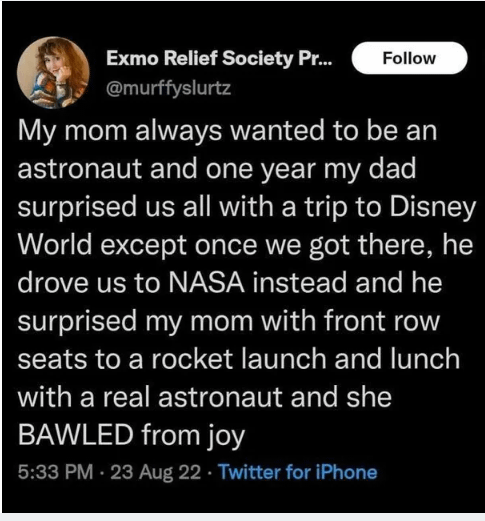 Exmo Relief Society Pr...
Follow
@murffyslurtz
My mom always wanted to be an
astronaut and one year my dad
surprised us all with a trip to Disney
World except once we got there, he
drove us to NASA instead and he
surprised my mom with front row
seats to a rocket launch and lunch
with a real astronaut and she
BAWLED from joy
5:33 PM · 23 Aug 22 · Twitter for iPhone